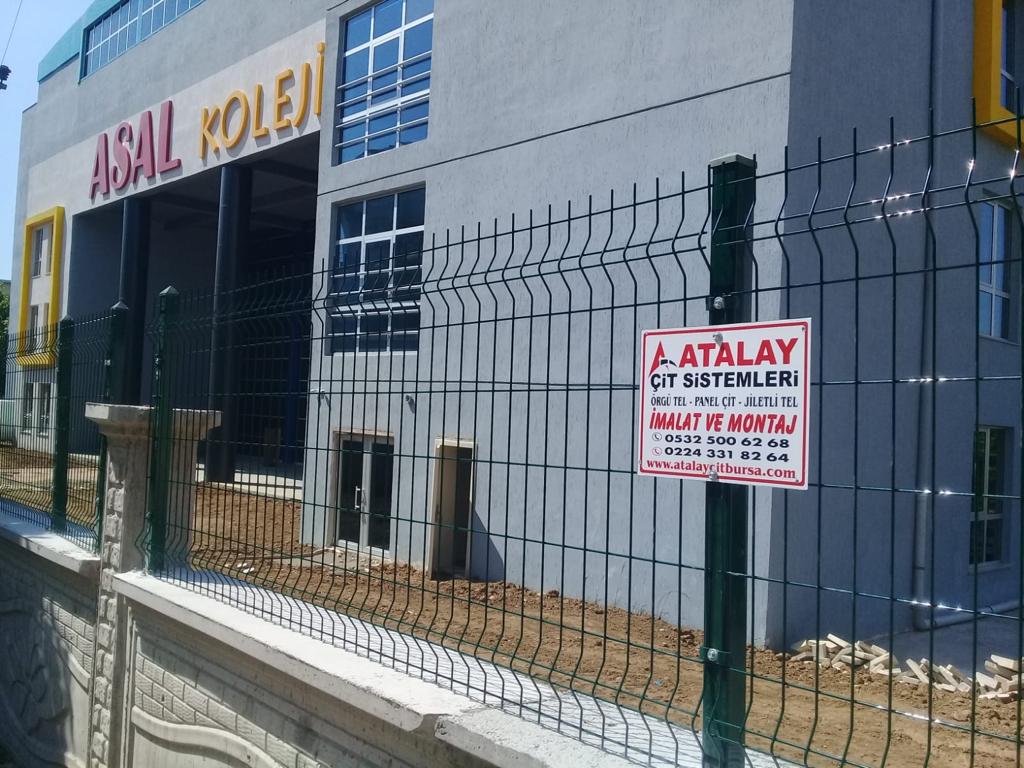 ASAL KOLEJİ
ATALAY
ÇİT SİSTEMLERİ
ÖRGÜ TEL - PANEL ÇİT - JİLETLİ TEL
İMALAT VE MONTAJ
0532 500 62 68
0224 331 82 64
www.atalaycitbursa.com